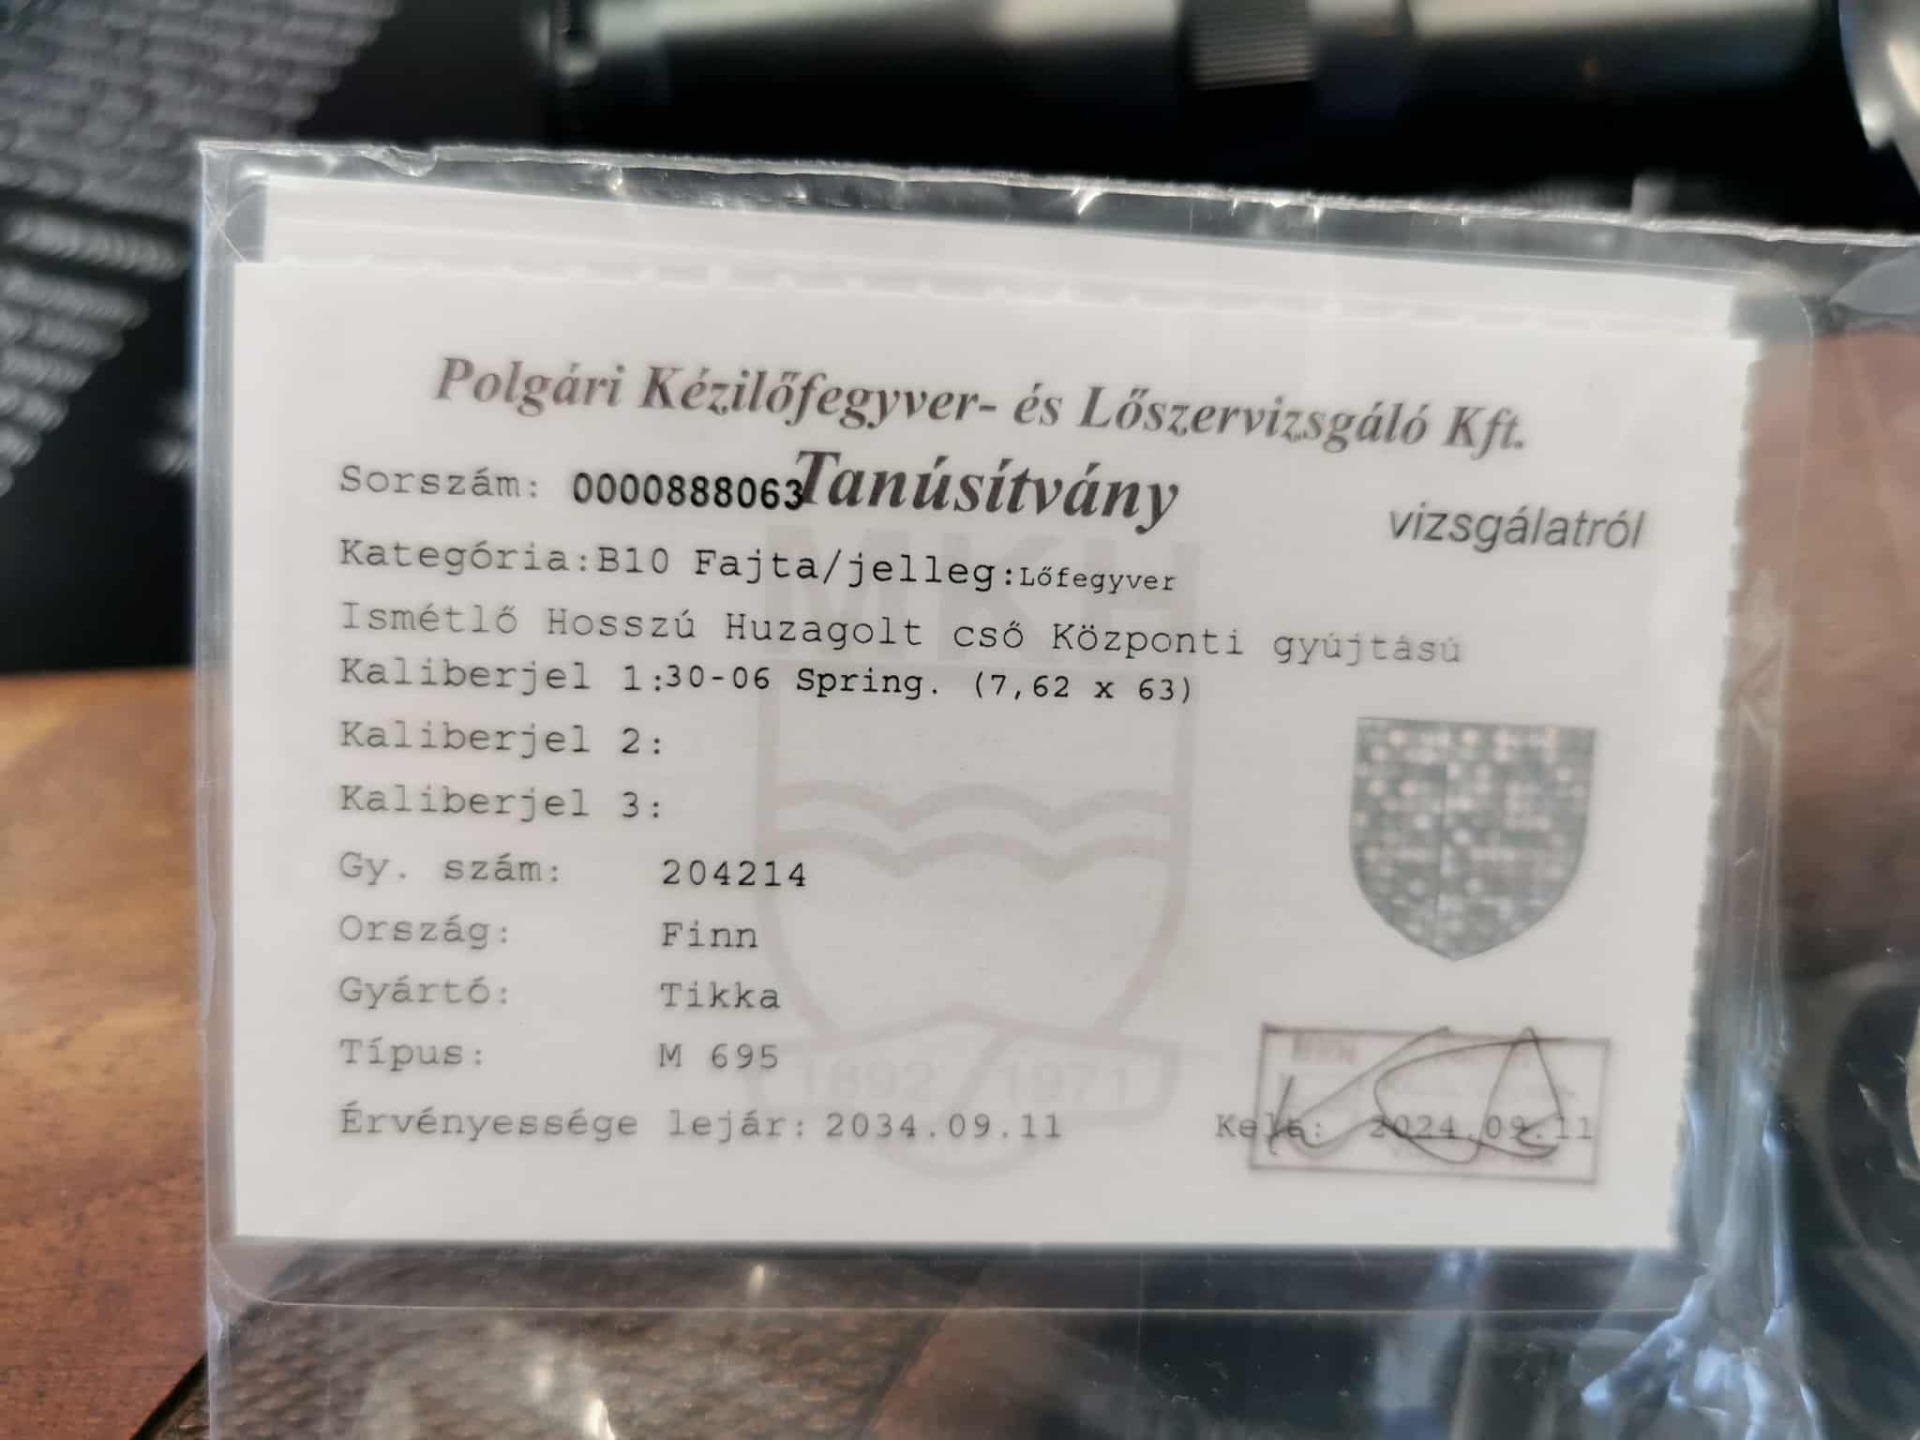 Polgári Kézilőfegyver- és Lőszervizsgáló Kft.
Sorszám: 0000888063 Tanúsítvány vizsgálatról
Kategória:B10 Fajta/jelleg:Lőfegyver
Ismétlő Hosszú Huzagolt cső Központi gyújtású
Kaliberjel 1:30-06 Spring. (7,62 x 63)
Kaliberjel 2:
Kaliberjel 3:
Gy. szám: 204214
Ország: Finn
Gyártó: Tikka
Típus: M 695
Érvényessége lejár: 2034.09.11 Kelt: 2024.09.11
MKH
1892 1971